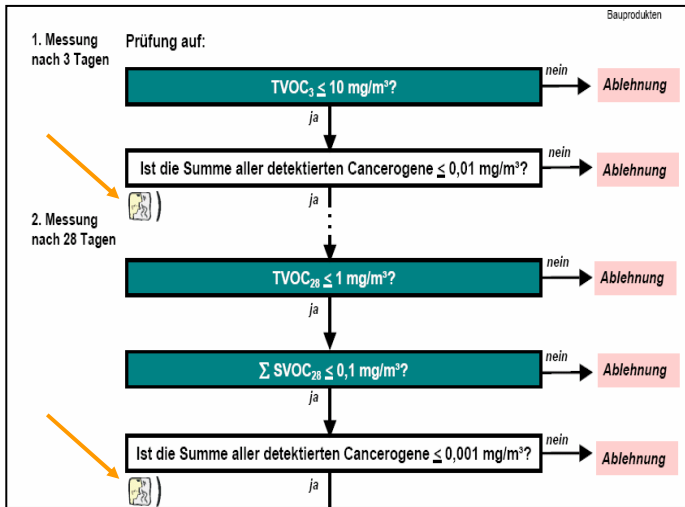 Bauprodukten
1. Messung
nach 3 Tagen
Prüfung auf:
TVOC₃ ≤ 10 mg/m³?
nein
Ablehnung
ja
Ist die Summe aller detektierten Cancerogene ≤ 0,01 mg/m³?
nein
Ablehnung
)
ja
2. Messung
nach 28 Tagen
TVOC₂₈ ≤ 1 mg/m³?
nein
Ablehnung
ja
∑ SVOC₂₈ ≤ 0,1 mg/m³?
nein
Ablehnung
ja
Ist die Summe aller detektierten Cancerogene ≤ 0,001 mg/m³?
nein
Ablehnung
)
ja